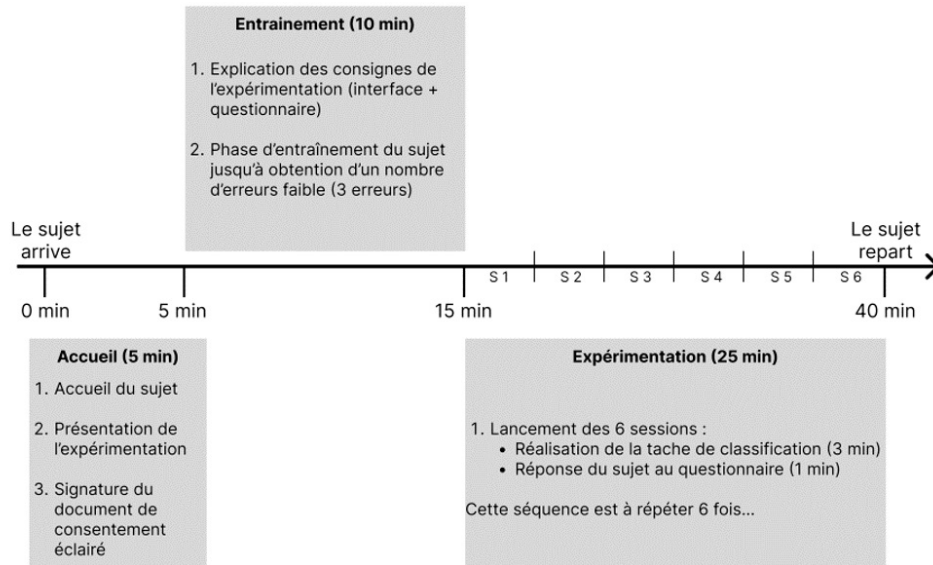 Entrainement (10 min)
1. Explication des consignes de
l'expérimentation (interface +
questionnaire)
2. Phase d'entraînement du sujet
jusqu'à obtention d'un nombre
d'erreurs faible (3 erreurs)
Le sujet
arrive
Le sujet
repart
S 1
S 2
S 3
S 4
S 5
S 6
0 min
5 min
15 min
40 min
Accueil (5 min)
1. Accueil du sujet
2. Présentation de
l'expérimentation
3. Signature du
document de
consentement
éclairé
Expérimentation (25 min)
1. Lancement des 6 sessions :
• Réalisation de la tache de classification (3 min)
• Réponse du sujet au questionnaire (1 min)
Cette séquence est à répéter 6 fois...